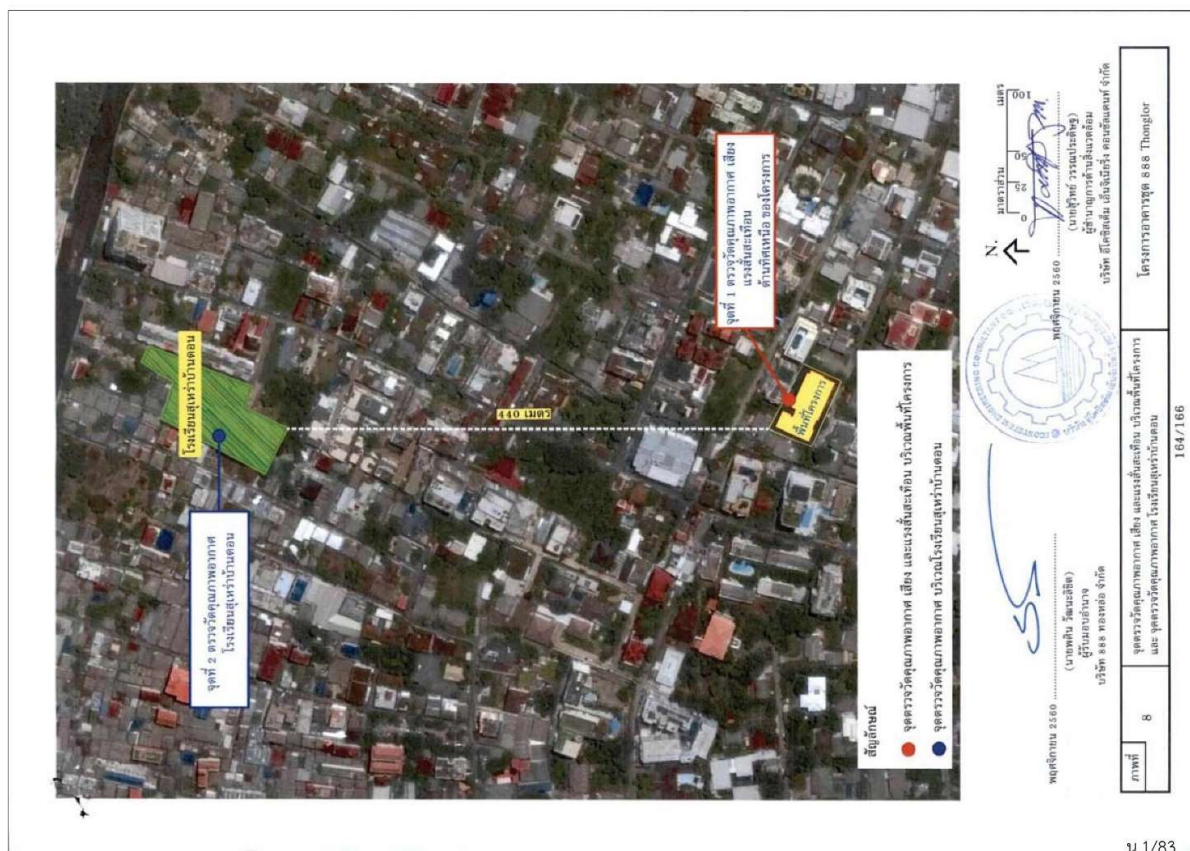 โรงเรียนสุเหร่าบ้านดอน
จุดที่ 2 ตรวจวัดคุณภาพอากาศ
โรงเรียนสุเหร่าบ้านดอน
440 เมตร
จุดที่ 1 ตรวจวัดคุณภาพอากาศ เสียง
แรงสั่นสะเทือน
ด้านทิศเหนือ ของโครงการ
พื้นที่โครงการ
สัญลักษณ์
จุดตรวจวัดคุณภาพอากาศ เสียง และแรงสั่นสะเทือน บริเวณพื้นที่โครงการ
จุดตรวจวัดคุณภาพอากาศ บริเวณโรงเรียนสุเหร่าบ้านดอน
N.
มาตราส่วน
0 25 50 100
เมตร
พฤศจิกายน 2560
ผู้รับมอบอำนาจ
บริษัท 888 ทองหล่อ จำกัด
พฤศจิกายน 2560
ผู้ชำนาญการด้านสิ่งแวดล้อม
ภาพที่
8
จุดตรวจวัดคุณภาพอากาศ เสียง และแรงสั่นสะเทือน บริเวณพื้นที่โครงการ
และ จุดตรวจวัดคุณภาพอากาศ โรงเรียนสุเหร่าบ้านดอน
โครงการอาคารชุด 888 Thonglor
164/166
น 1/83